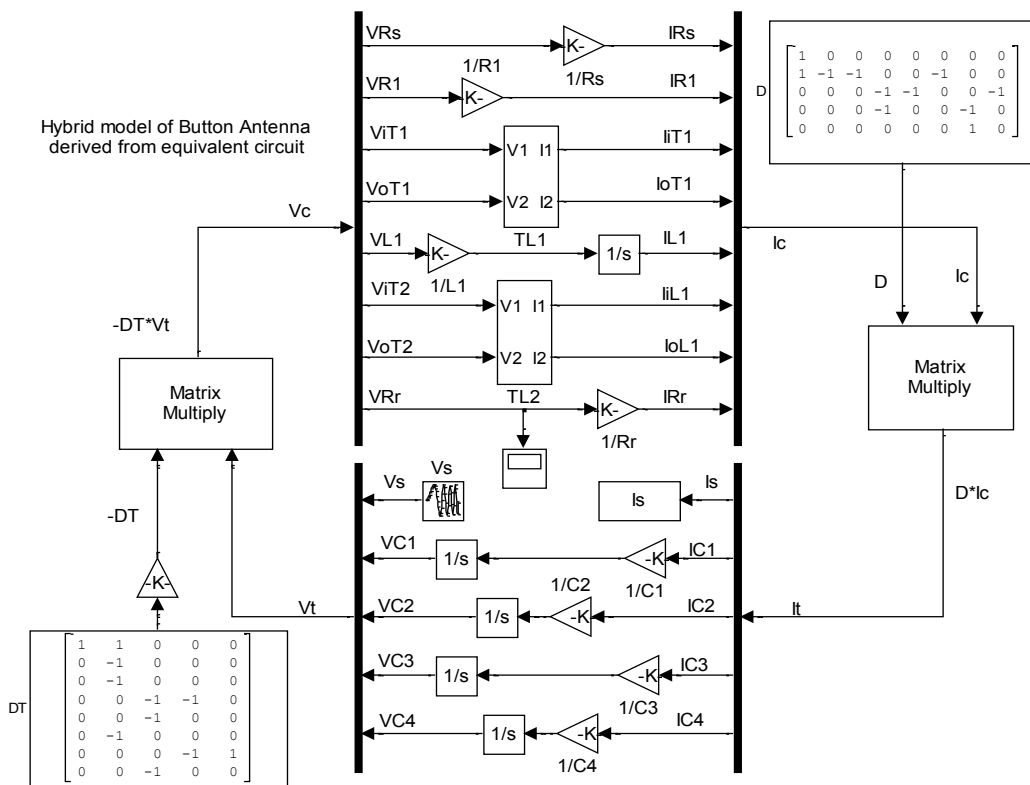 Hybrid model of Button Antenna
derived from equivalent circuit
VRs
K-
1/Rs
IRs
VR1
1/R1
K-
IR1
ViT1
V1 I1
IiT1
VoT1
V2 I2
IoT1
VL1
K-
1/L1
TL1
1/s
IL1
ViT2
V1 I1
IiL1
VoT2
V2 I2
IoL1
VRr
TL2
K-
1/Rr
IRr
D
1 0 0 0 0 0 0 0
1 -1 -1 0 0 -1 0 0
0 0 0 -1 -1 0 0 -1
0 0 0 -1 0 0 -1 0
0 0 0 0 0 0 1 0
Vc
-DT*Vt
Matrix
Multiply
-DT
-K-
Vt
DT
1 1 0 0 0
0 -1 0 0 0
0 -1 0 0 0
0 0 -1 -1 0
0 0 -1 0 0
0 -1 0 0 0
0 0 0 -1 1
0 0 -1 0 0
Ic
D
Ic
Matrix
Multiply
D*Ic
It
Vs
Vs
Is
Is
VC1
1/s
-K
1/C1
IC1
VC2
1/s
1/C2
-K
IC2
VC3
1/s
-K
1/C3
IC3
VC4
1/s
-K
1/C4
IC4